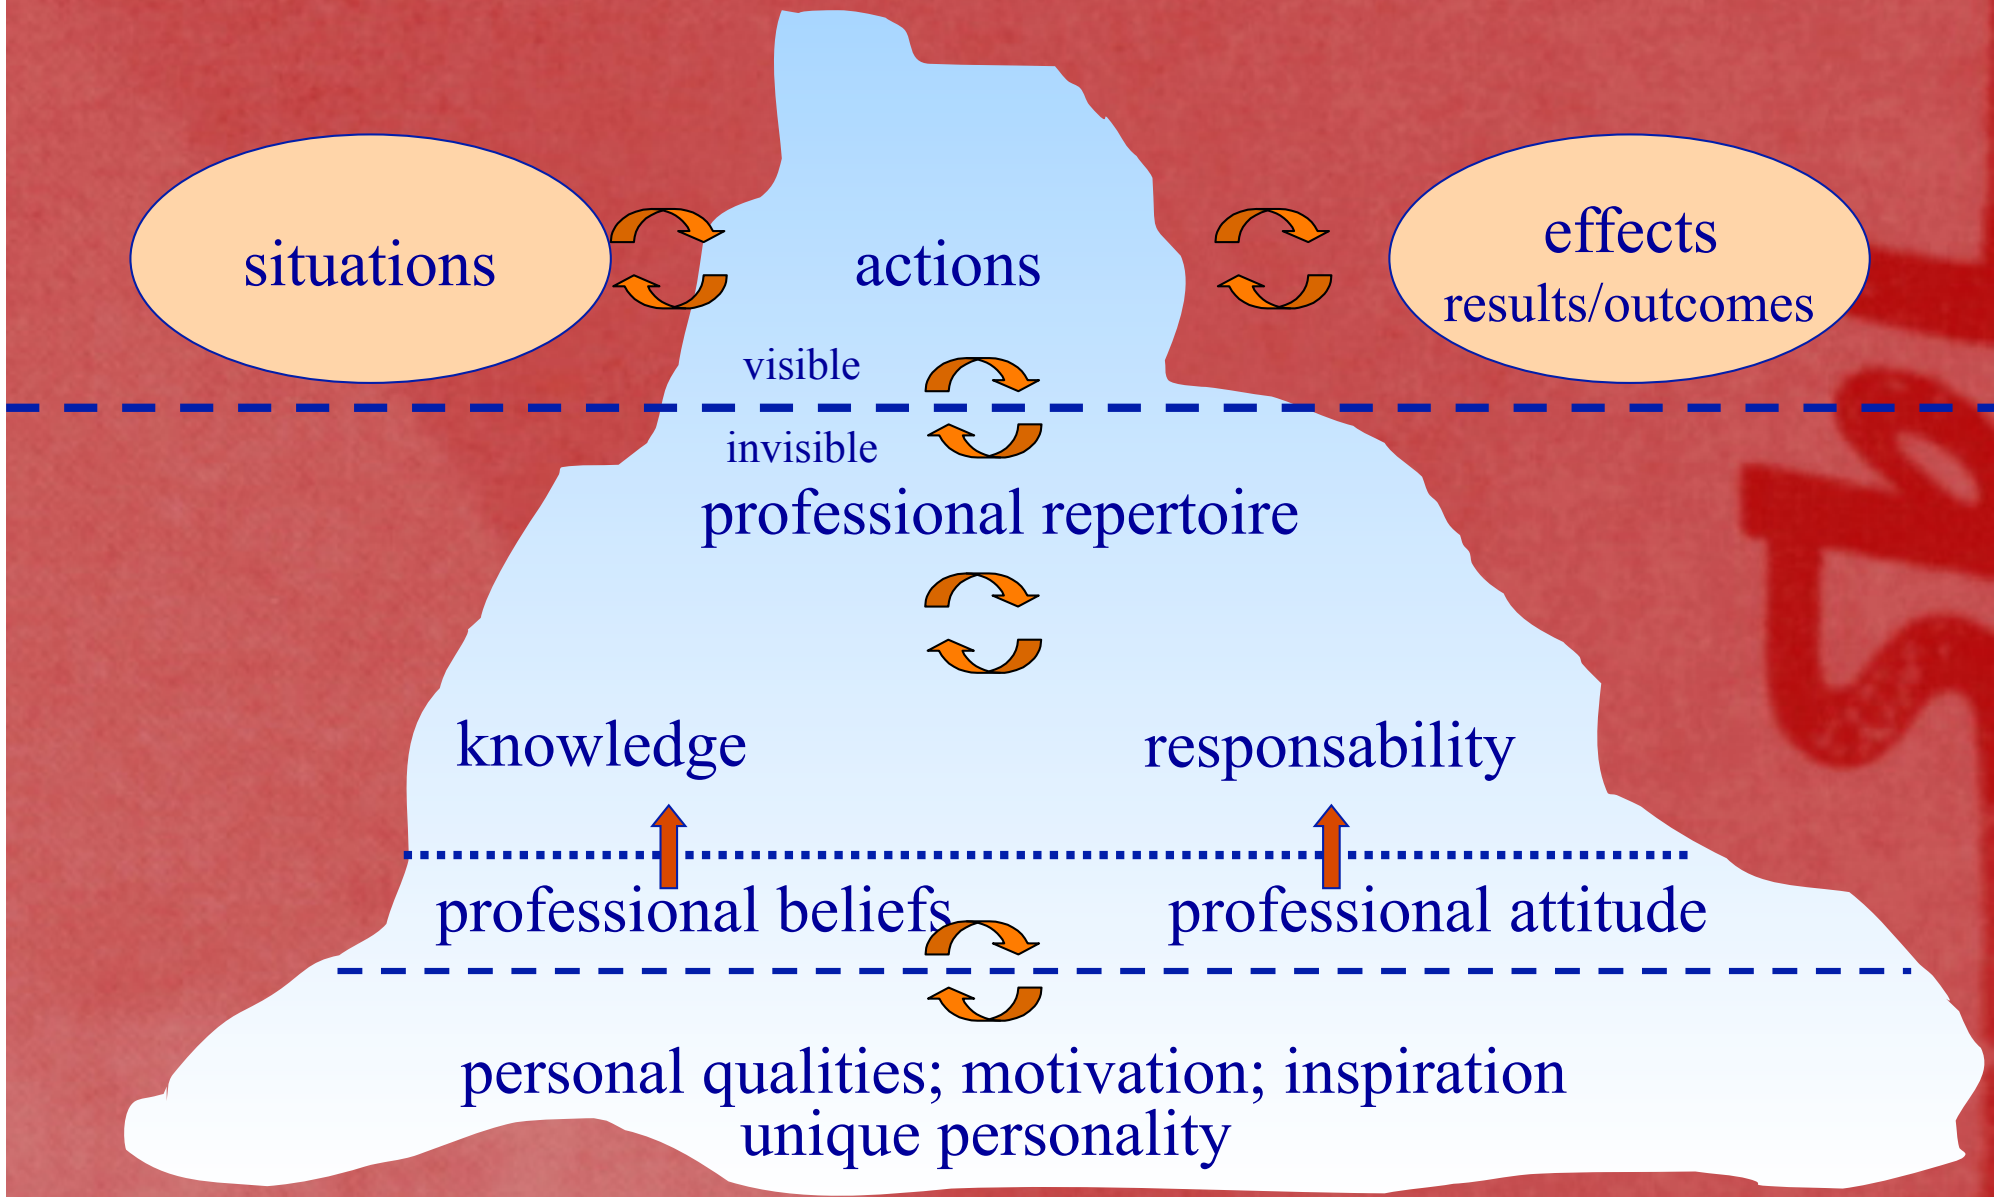 situations
actions
effects
results/outcomes
visible
invisible
professional repertoire
knowledge
responsability
professional beliefs
professional attitude
personal qualities; motivation; inspiration
unique personality